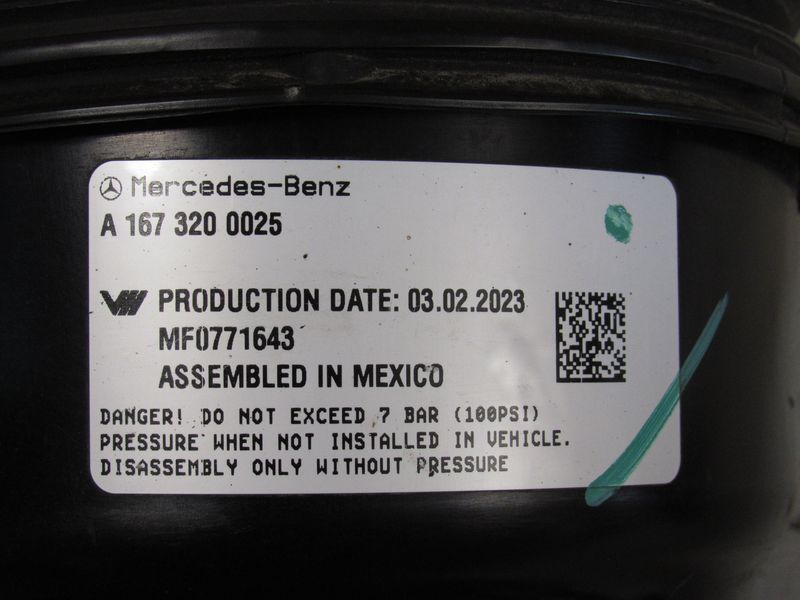 Mercedes-Benz
A 167 320 0025
PRODUCTION DATE: 03.02.2023
MF0771643
ASSEMBLED IN MEXICO
DANGER! DO NOT EXCEED 7 BAR (100PSI)
PRESSURE WHEN NOT INSTALLED IN VEHICLE.
DISASSEMBLY ONLY WITHOUT PRESSURE